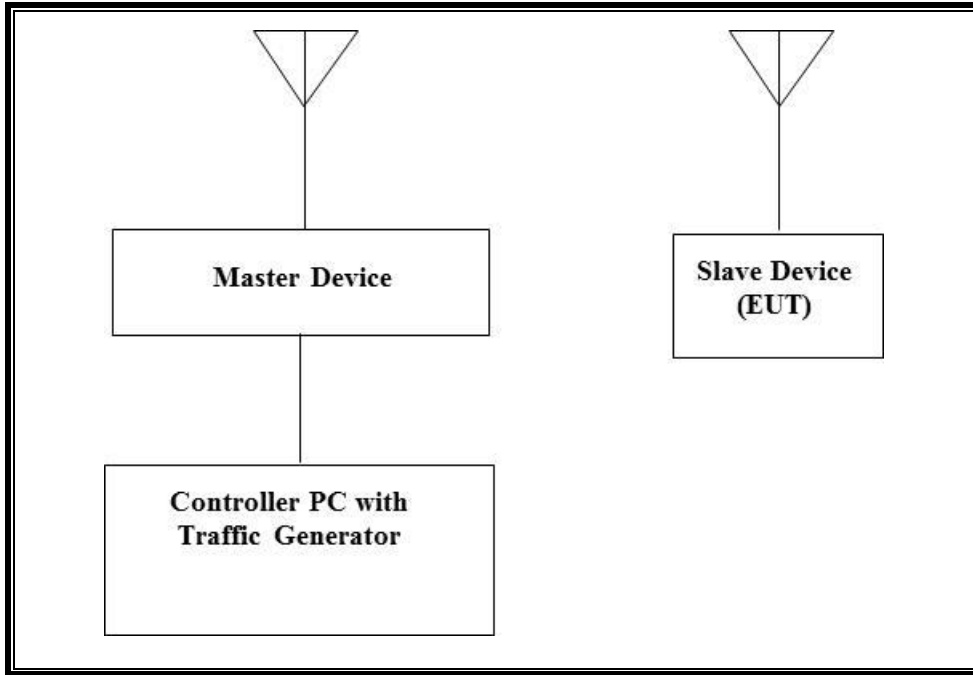 Master Device
Slave Device
(EUT)
Controller PC with
Traffic Generator